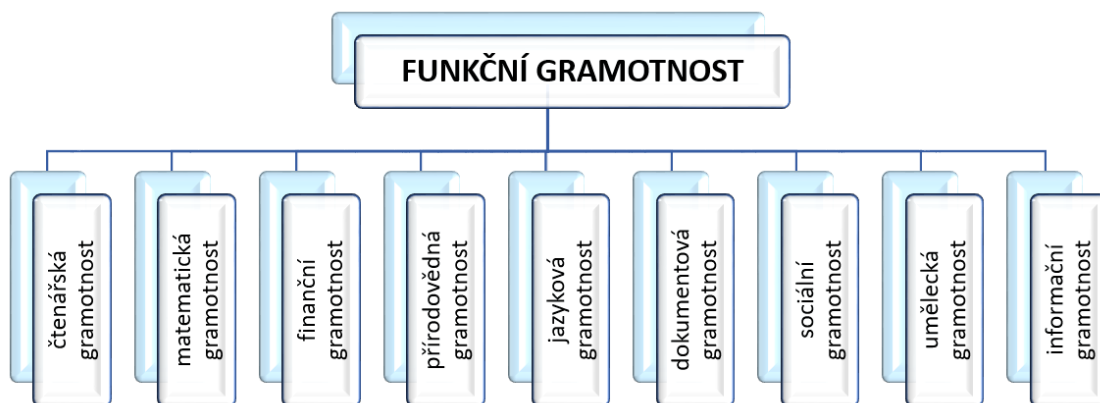 FUNKČNÍ GRAMOTNOST
čtenářská
gramotnost
matematická
gramotnost
finanční
gramotnost
přírodovědná
gramotnost
jazyková
gramotnost
dokumentová
gramotnost
sociální
gramotnost
umělecká
gramotnost
informační
gramotnost